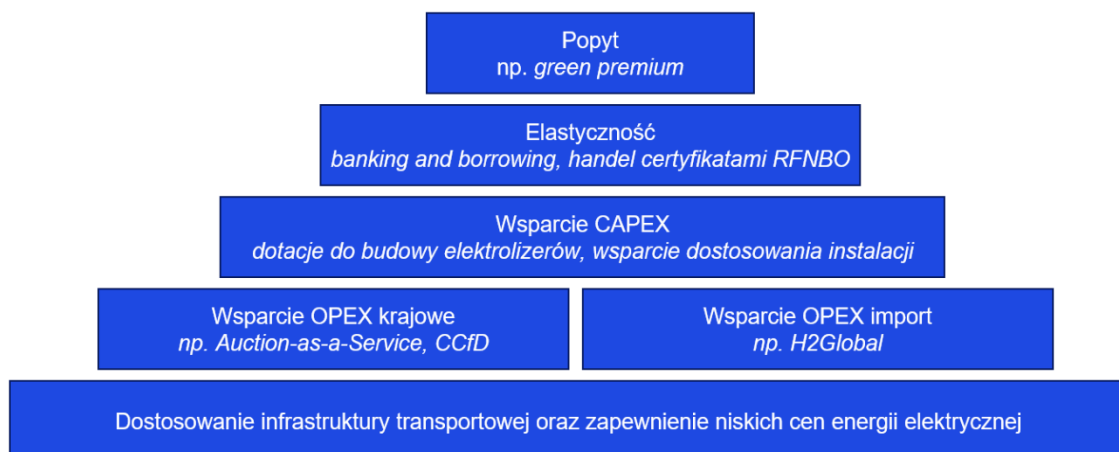 Popyt
np. green premium
Elastyczność
banking and borrowing, handel certyfikatami RFNBO
Wsparcie CAPEX
dotacje do budowy elektrolizerów, wsparcie dostosowania instalacji
Wsparcie OPEX krajowe
np. Auction-as-a-Service, CCfD
Wsparcie OPEX import
np. H2Global
Dostosowanie infrastruktury transportowej oraz zapewnienie niskich cen energii elektrycznej